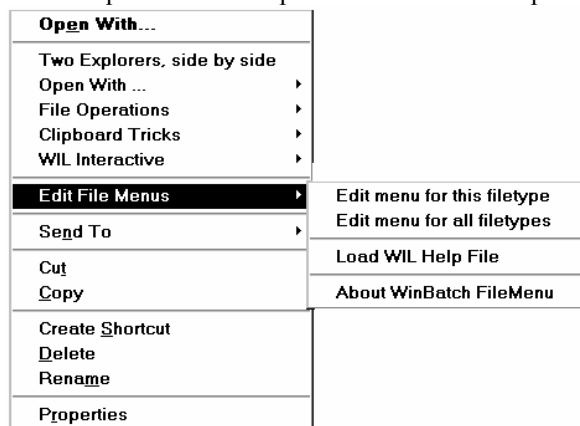 Open With...
Two Explorers, side by side
Open With ...
File Operations
Clipboard Tricks
WIL Interactive
Edit File Menus
Send To
Cut
Copy
Create Shortcut
Delete
Rename
Properties
Edit menu for this filetype
Edit menu for all filetypes
Load WIL Help File
About WinBatch FileMenu